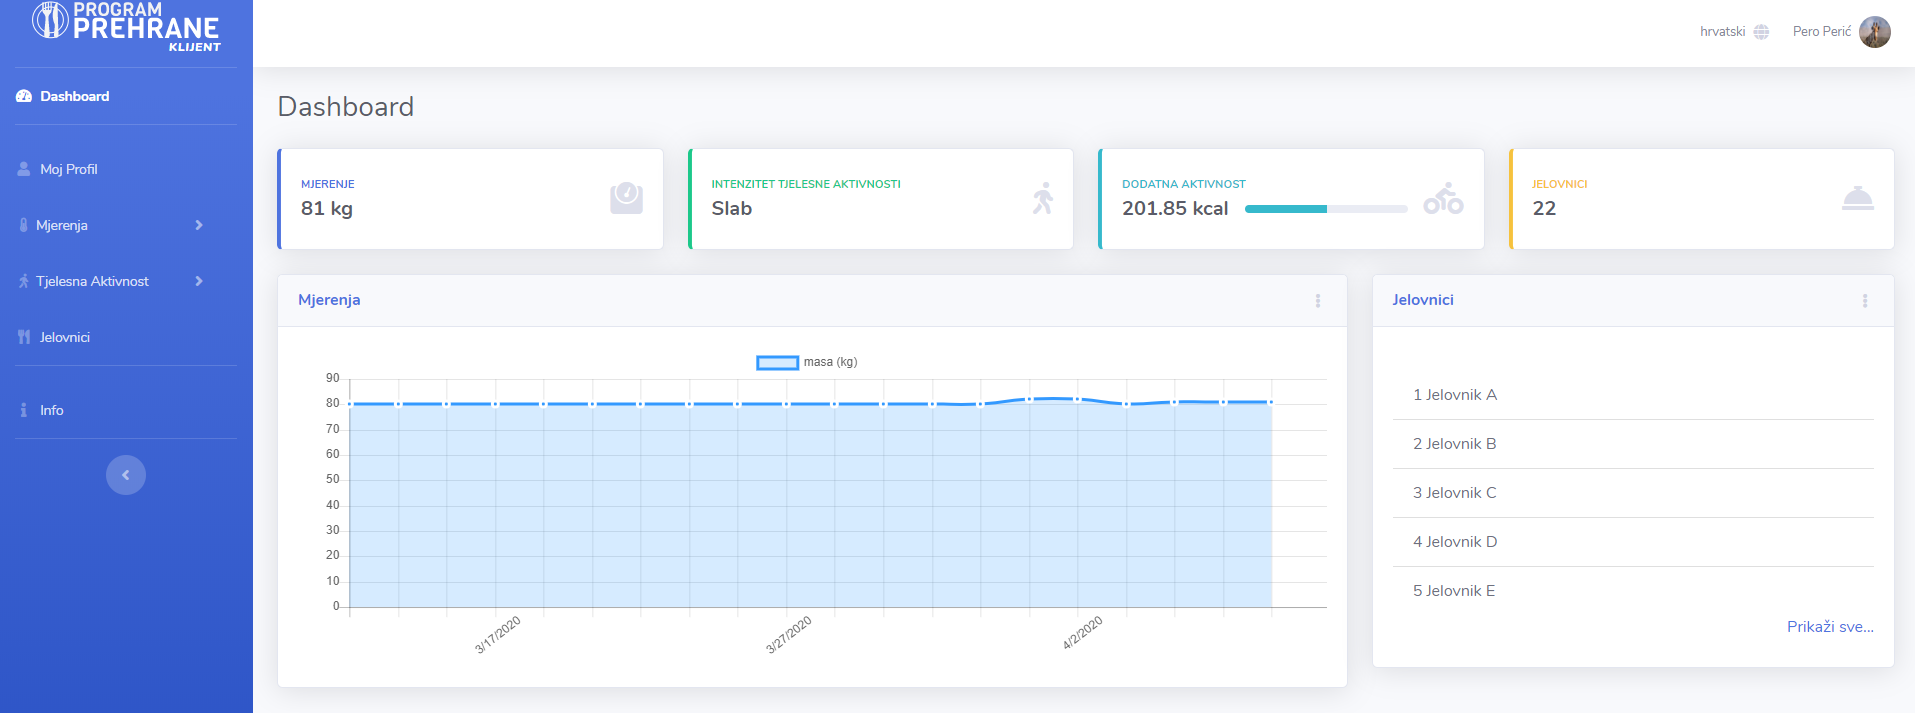 PROGRAM
PREHRANE
KLIJENT
hrvatski
Pero Perić
Dashboard
Moj Profil
Mjerenja
Tjelesna Aktivnost
Jelovnici
Info
Dashboard
MJERENJE
81 kg
INTENZITET TJELESNE AKTIVNOSTI
Slab
DODATNA AKTIVNOST
201.85 kcal
JELOVNICI
22
Mjerenja
masa (kg)
90
80
70
60
50
40
30
20
10
0
3/17/2020
3/27/2020
4/2/2020
Jelovnici
1 Jelovnik A
2 Jelovnik B
3 Jelovnik C
4 Jelovnik D
5 Jelovnik E
Prikaži sve...